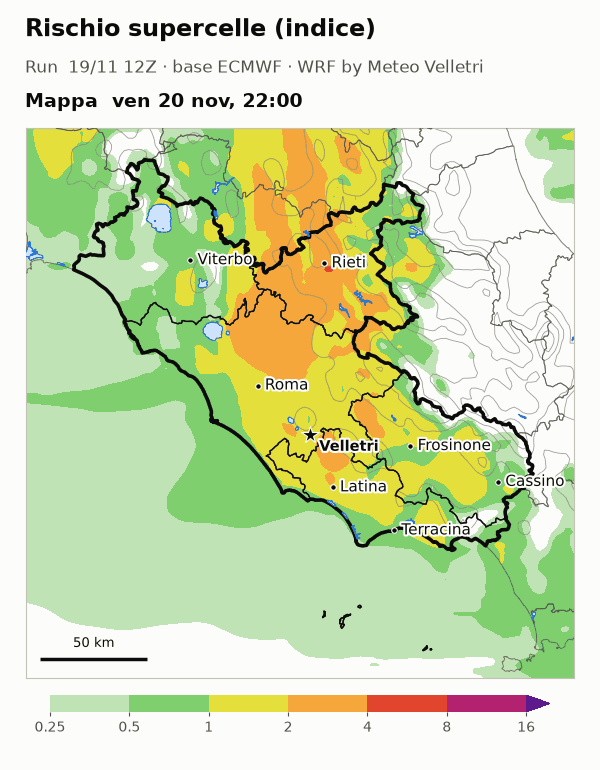 Rischio supercelle (indice)
Run  19/11 12Z · base ECMWF · WRF by Meteo Velletri
Mappa  ven 20 nov, 22:00
Viterbo
Rieti
Roma
Velletri
Frosinone
Latina
Cassino
Terracina
50 km
0.25 0.5 1 2 4 8 16